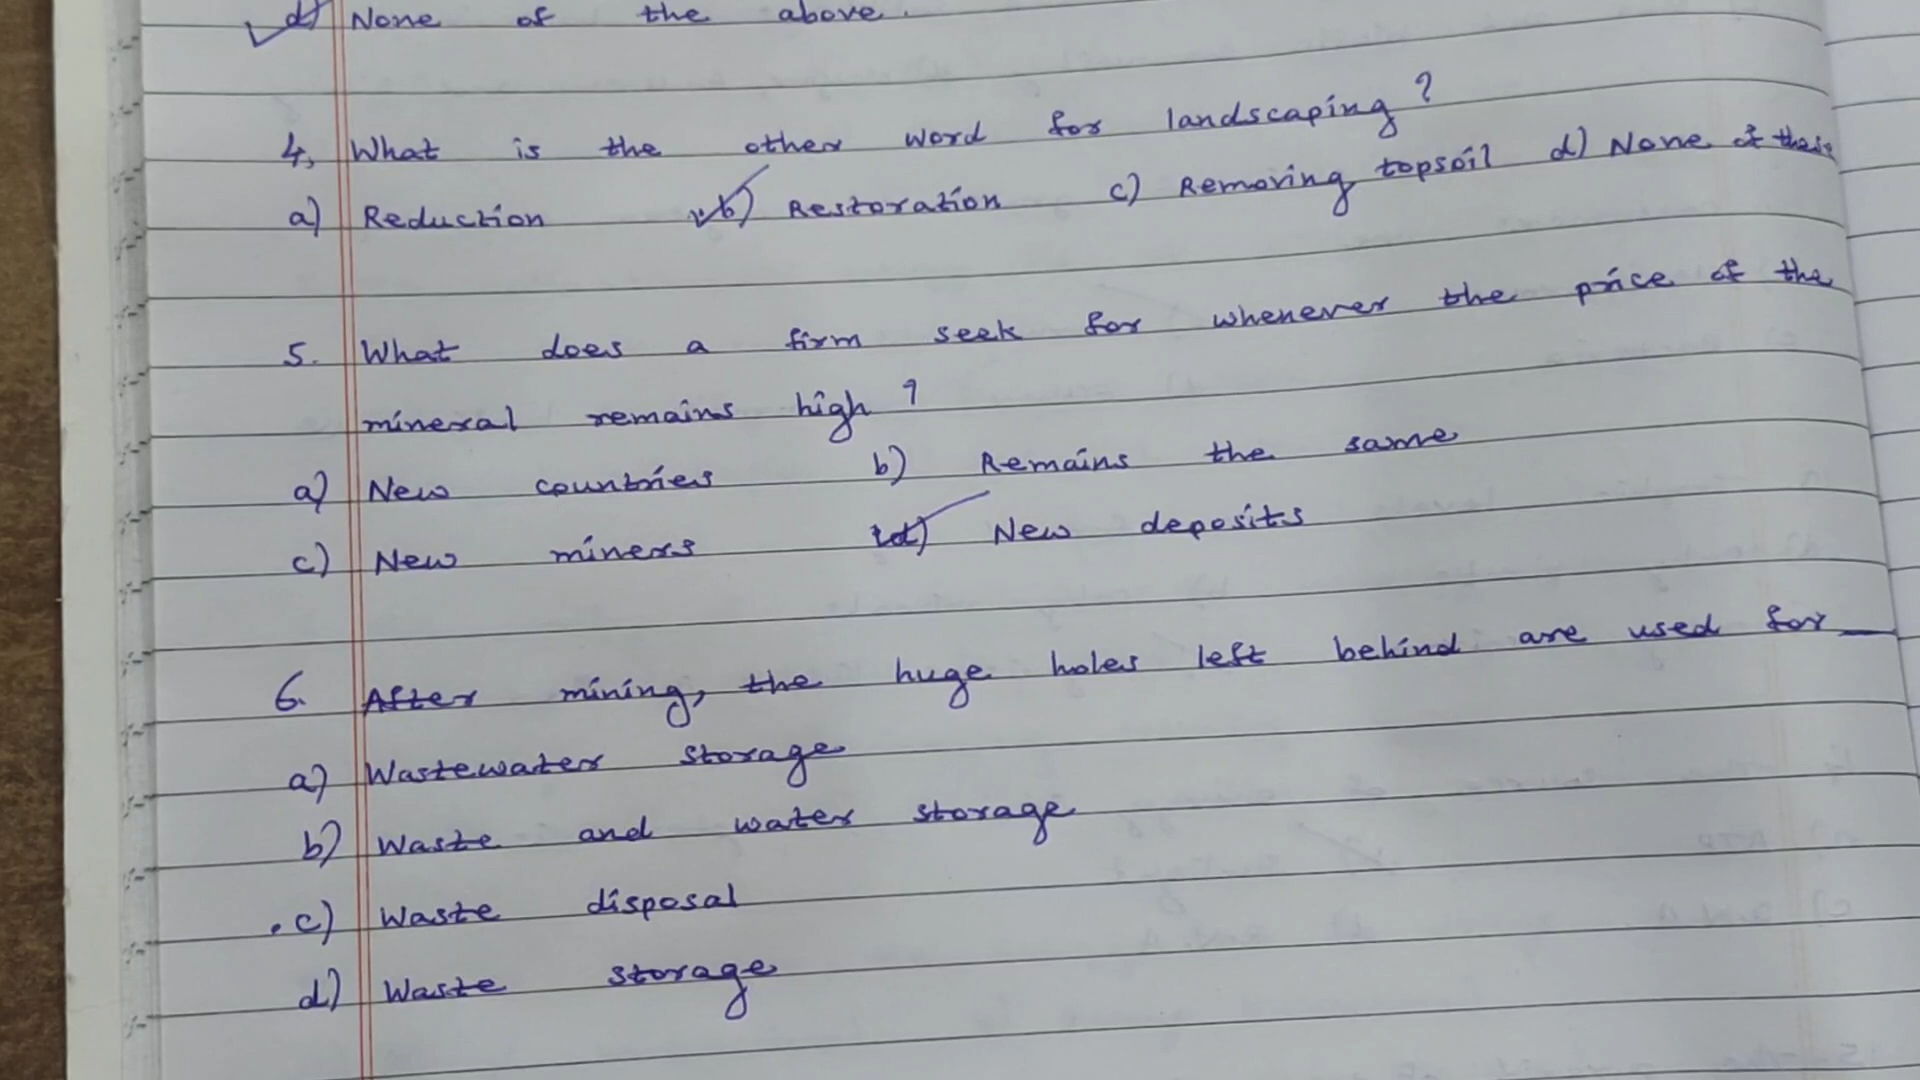 d) None of the above.
4. What is the other word for landscaping?
a) Reduction b) Restoration c) Removing topsoil d) None of these
5. What does a firm seek for whenever the price of the
mineral remains high?
a) New countries b) Remains the same
c) New miners d) New deposits
6. After mining, the huge holes left behind are used for __
a) Wastewater storage
b) Waste and water storage
c) Waste disposal
d) Waste storage